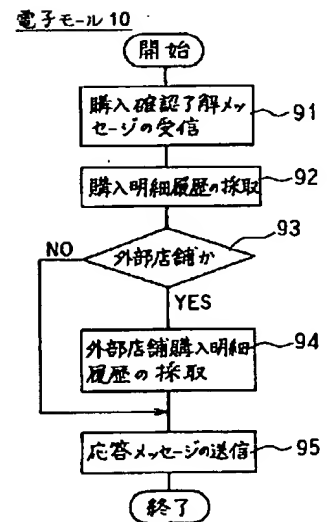 電子モール 10
開始
購入確認了解メッ
セージの受信
91
購入明細履歴の採取
92
外部店舗か
93
NO
YES
外部店舗購入明細
履歴の採取
94
応答メッセージの送信
95
終了